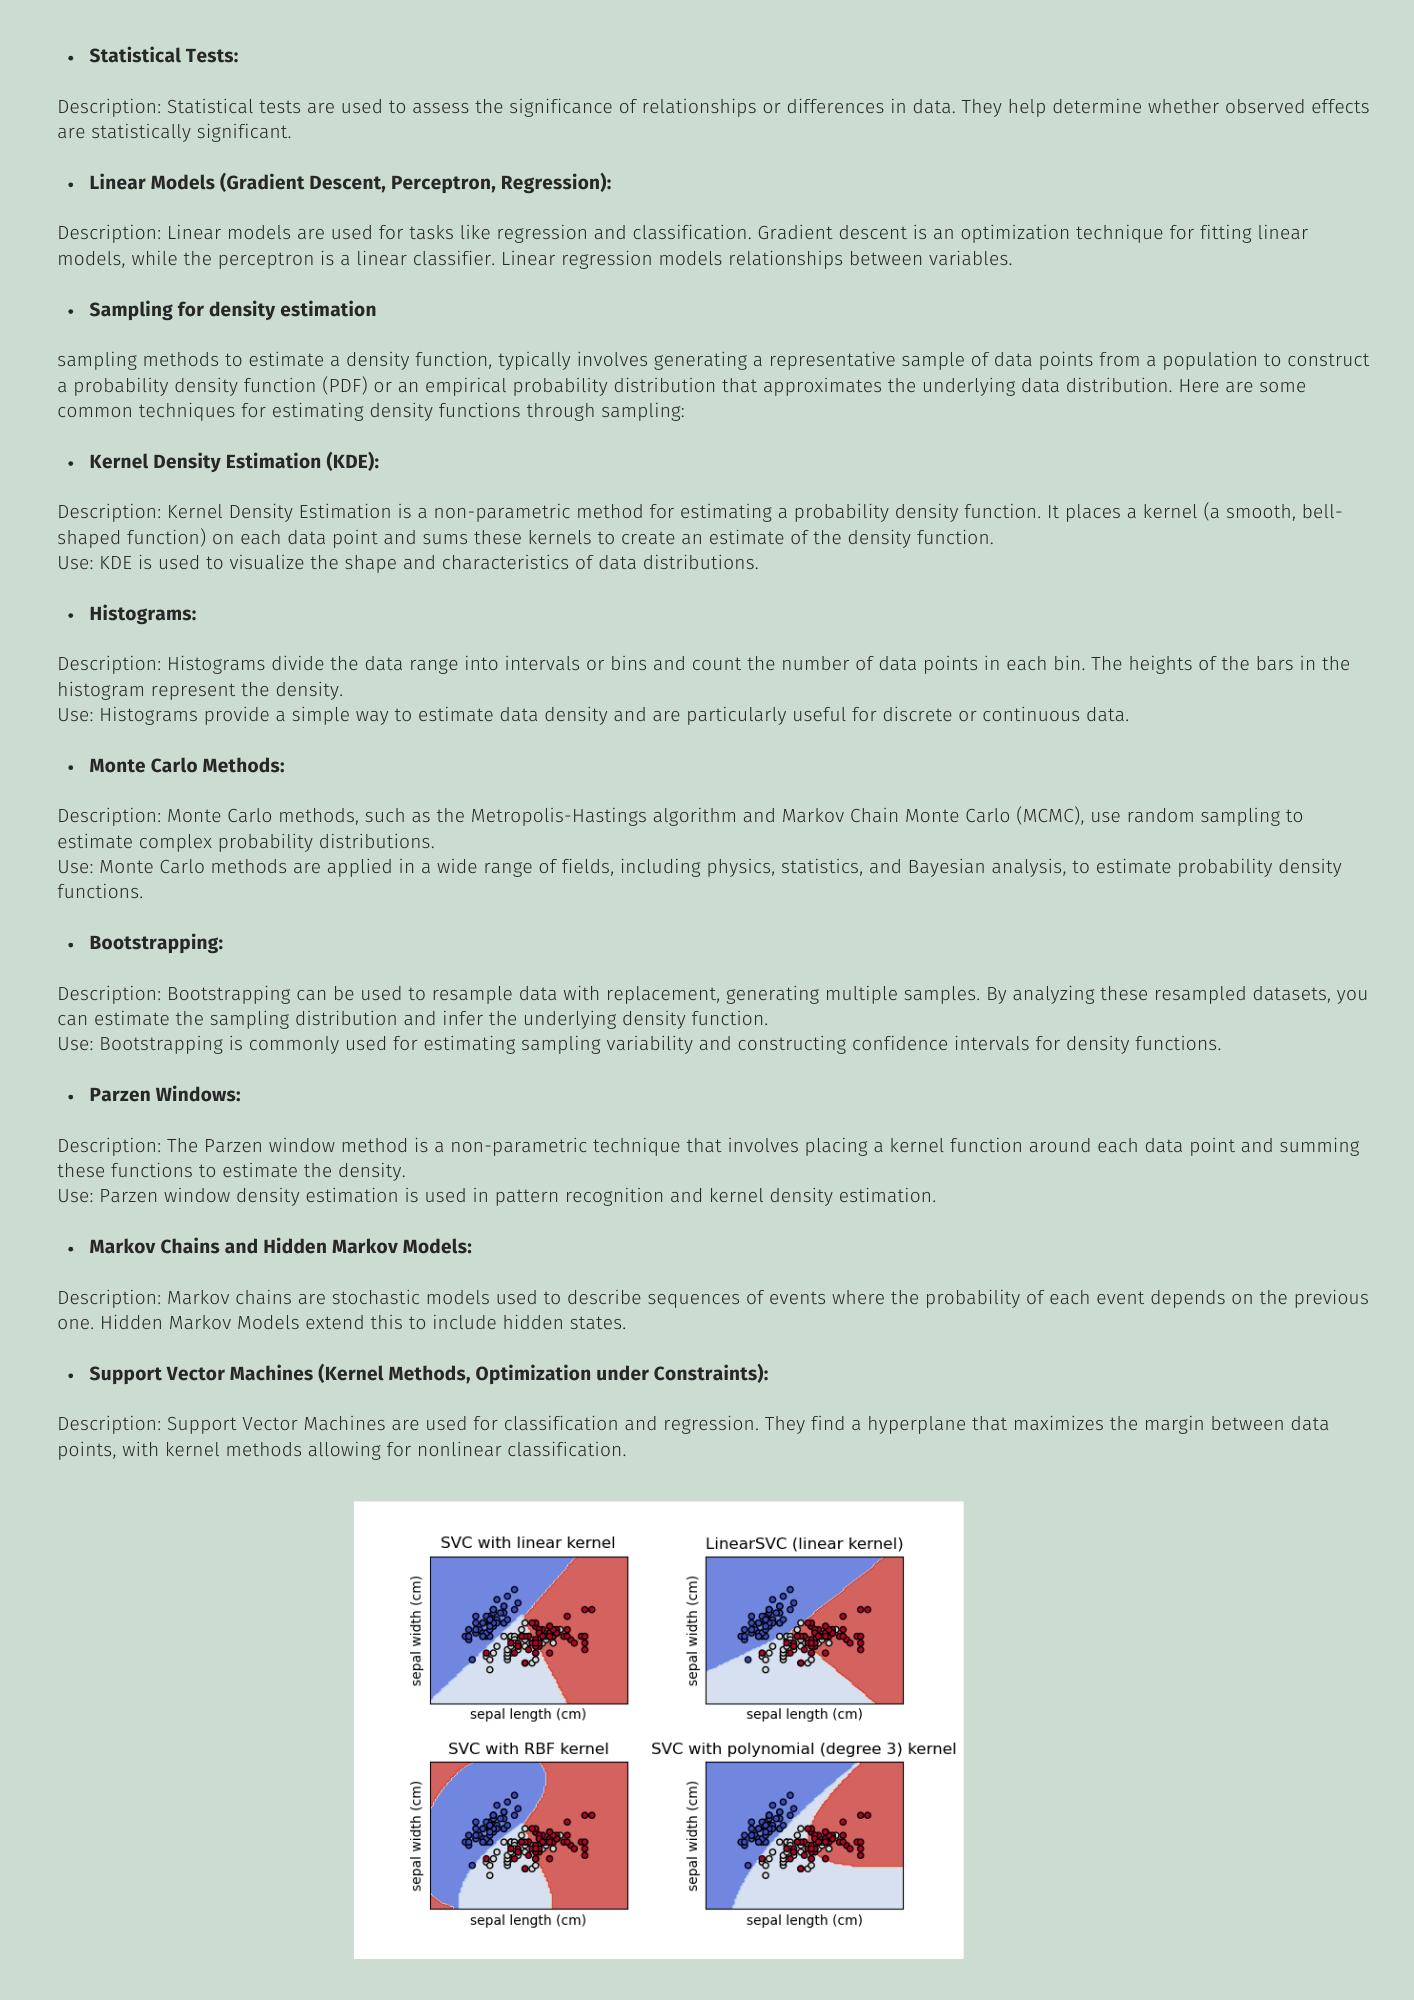 • Statistical Tests:
Description: Statistical tests are used to assess the significance of relationships or differences in data. They help determine whether observed effects
are statistically significant.
• Linear Models (Gradient Descent, Perceptron, Regression):
Description: Linear models are used for tasks like regression and classification. Gradient descent is an optimization technique for fitting linear
models, while the perceptron is a linear classifier. Linear regression models relationships between variables.
• Sampling for density estimation
sampling methods to estimate a density function, typically involves generating a representative sample of data points from a population to construct
a probability density function (PDF) or an empirical probability distribution that approximates the underlying data distribution. Here are some
common techniques for estimating density functions through sampling:
• Kernel Density Estimation (KDE):
Description: Kernel Density Estimation is a non-parametric method for estimating a probability density function. It places a kernel (a smooth, bell-
shaped function) on each data point and sums these kernels to create an estimate of the density function.
Use: KDE is used to visualize the shape and characteristics of data distributions.
• Histograms:
Description: Histograms divide the data range into intervals or bins and count the number of data points in each bin. The heights of the bars in the
histogram represent the density.
Use: Histograms provide a simple way to estimate data density and are particularly useful for discrete or continuous data.
• Monte Carlo Methods:
Description: Monte Carlo methods, such as the Metropolis-Hastings algorithm and Markov Chain Monte Carlo (MCMC), use random sampling to
estimate complex probability distributions.
Use: Monte Carlo methods are applied in a wide range of fields, including physics, statistics, and Bayesian analysis, to estimate probability density
functions.
• Bootstrapping:
Description: Bootstrapping can be used to resample data with replacement, generating multiple samples. By analyzing these resampled datasets, you
can estimate the sampling distribution and infer the underlying density function.
Use: Bootstrapping is commonly used for estimating sampling variability and constructing confidence intervals for density functions.
• Parzen Windows:
Description: The Parzen window method is a non-parametric technique that involves placing a kernel function around each data point and summing
these functions to estimate the density.
Use: Parzen window density estimation is used in pattern recognition and kernel density estimation.
• Markov Chains and Hidden Markov Models:
Description: Markov chains are stochastic models used to describe sequences of events where the probability of each event depends on the previous
one. Hidden Markov Models extend this to include hidden states.
• Support Vector Machines (Kernel Methods, Optimization under Constraints):
Description: Support Vector Machines are used for classification and regression. They find a hyperplane that maximizes the margin between data
points, with kernel methods allowing for nonlinear classification.
SVC with linear kernel
sepal width (cm)
sepal length (cm)
LinearSVC (linear kernel)
sepal width (cm)
sepal length (cm)
SVC with RBF kernel
sepal width (cm)
sepal length (cm)
SVC with polynomial (degree 3) kernel
sepal width (cm)
sepal length (cm)